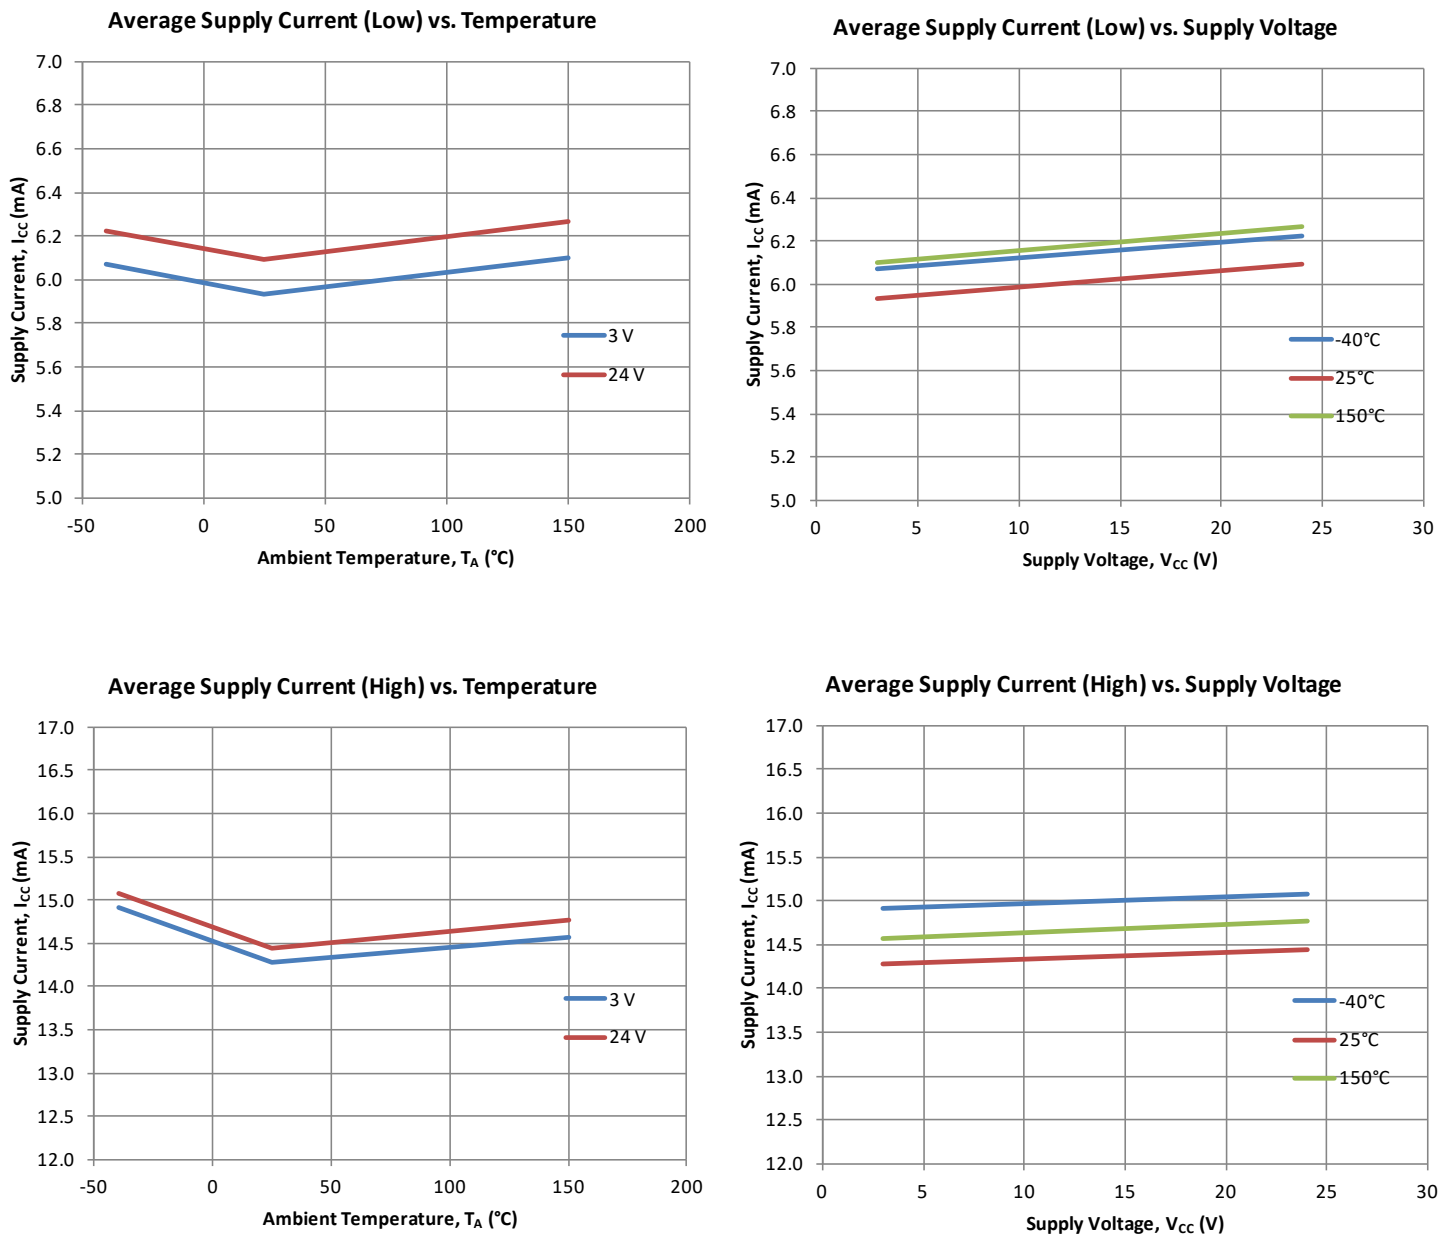 Average Supply Current (Low) vs. Temperature
7.0
6.8
6.6
6.4
6.2
6.0
5.8
5.6
5.4
5.2
5.0
Supply Current, ICC (mA)
3 V
24 V
-50 0 50 100 150 200
Ambient Temperature, TA (°C)
Average Supply Current (Low) vs. Supply Voltage
7.0
6.8
6.6
6.4
6.2
6.0
5.8
5.6
5.4
5.2
5.0
Supply Current, ICC (mA)
-40°C
25°C
150°C
0 5 10 15 20 25 30
Supply Voltage, VCC (V)
Average Supply Current (High) vs. Temperature
17.0
16.5
16.0
15.5
15.0
14.5
14.0
13.5
13.0
12.5
12.0
Supply Current, ICC (mA)
3 V
24 V
-50 0 50 100 150 200
Ambient Temperature, TA (°C)
Average Supply Current (High) vs. Supply Voltage
17.0
16.5
16.0
15.5
15.0
14.5
14.0
13.5
13.0
12.5
12.0
Supply Current, ICC (mA)
-40°C
25°C
150°C
0 5 10 15 20 25 30
Supply Voltage, VCC (V)